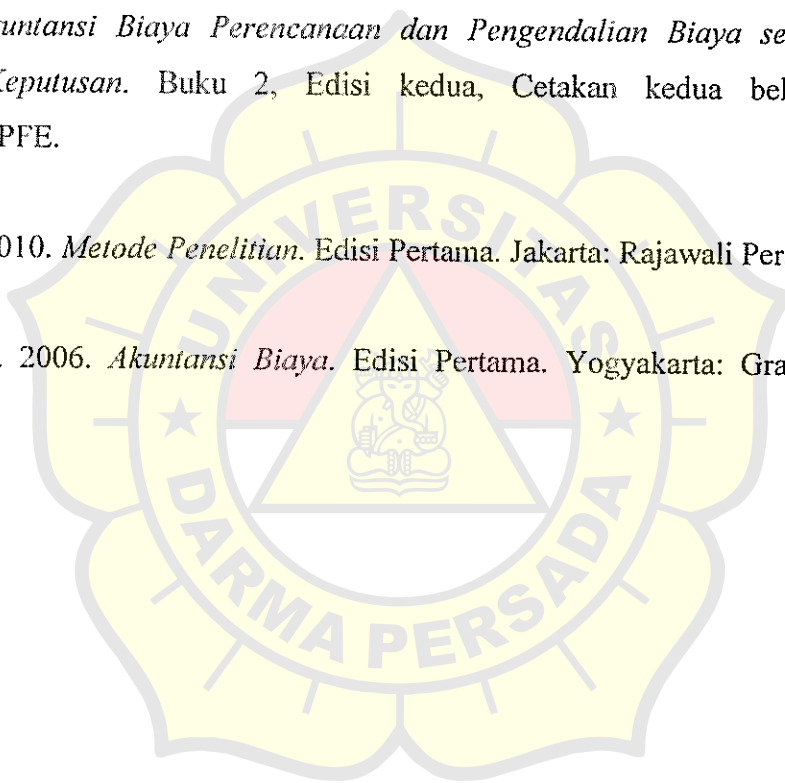 untansi Biaya Perencanaan dan Pengendalian Biaya se
Keputusan. Buku 2, Edisi kedua, Cetakan kedua bel
PFE.
010. Metode Penelitian. Edisi Pertama. Jakarta: Rajawali Per
. 2006. Akuntansi Biaya. Edisi Pertama. Yogyakarta: Gra
UNIVERSITAS
DARMA PERSADA